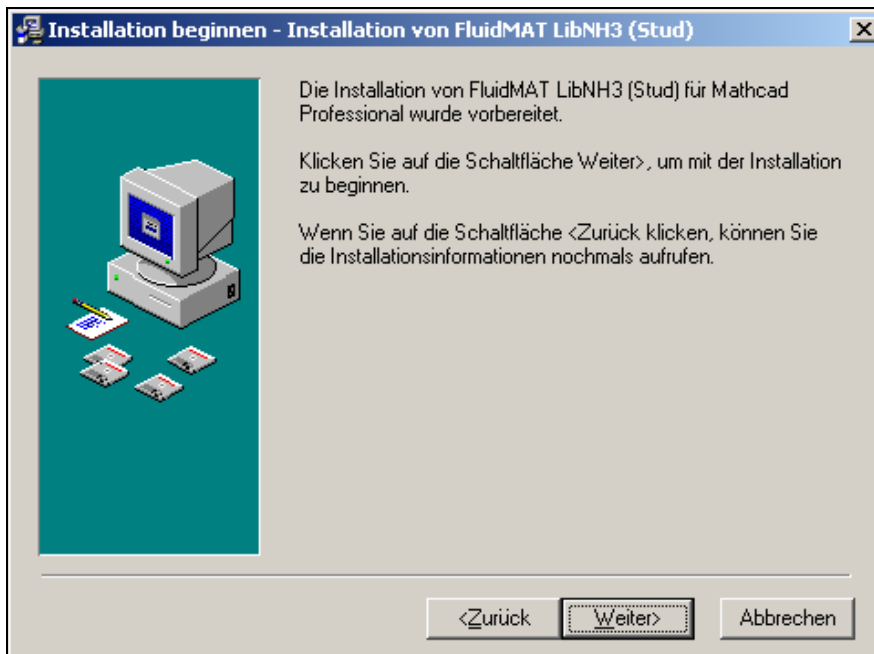 Installation beginnen - Installation von FluidMAT LibNH3 (Stud)
Die Installation von FluidMAT LibNH3 (Stud) für Mathcad
Professional wurde vorbereitet.
Klicken Sie auf die Schaltfläche Weiter>, um mit der Installation
zu beginnen.
Wenn Sie auf die Schaltfläche <Zurück klicken, können Sie
die Installationsinformationen nochmals aufrufen.
<Zurück Weiter> Abbrechen